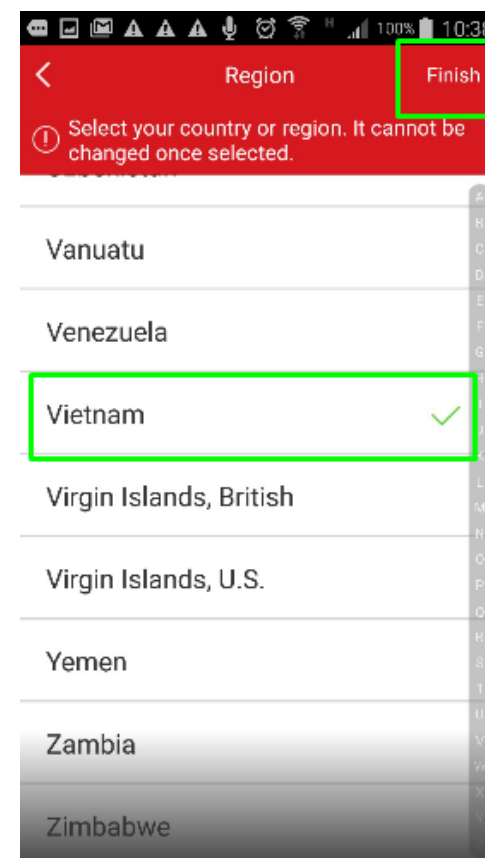 H 100% 10:38
Region Finish
Select your country or region. It cannot be
changed once selected.
Vanuatu
Venezuela
Vietnam
Virgin Islands, British
Virgin Islands, U.S.
Yemen
Zambia
Zimbabwe
A
B
C
D
E
F
G
H
I
J
K
L
M
N
O
P
Q
R
S
T
U
V
W
X
Y